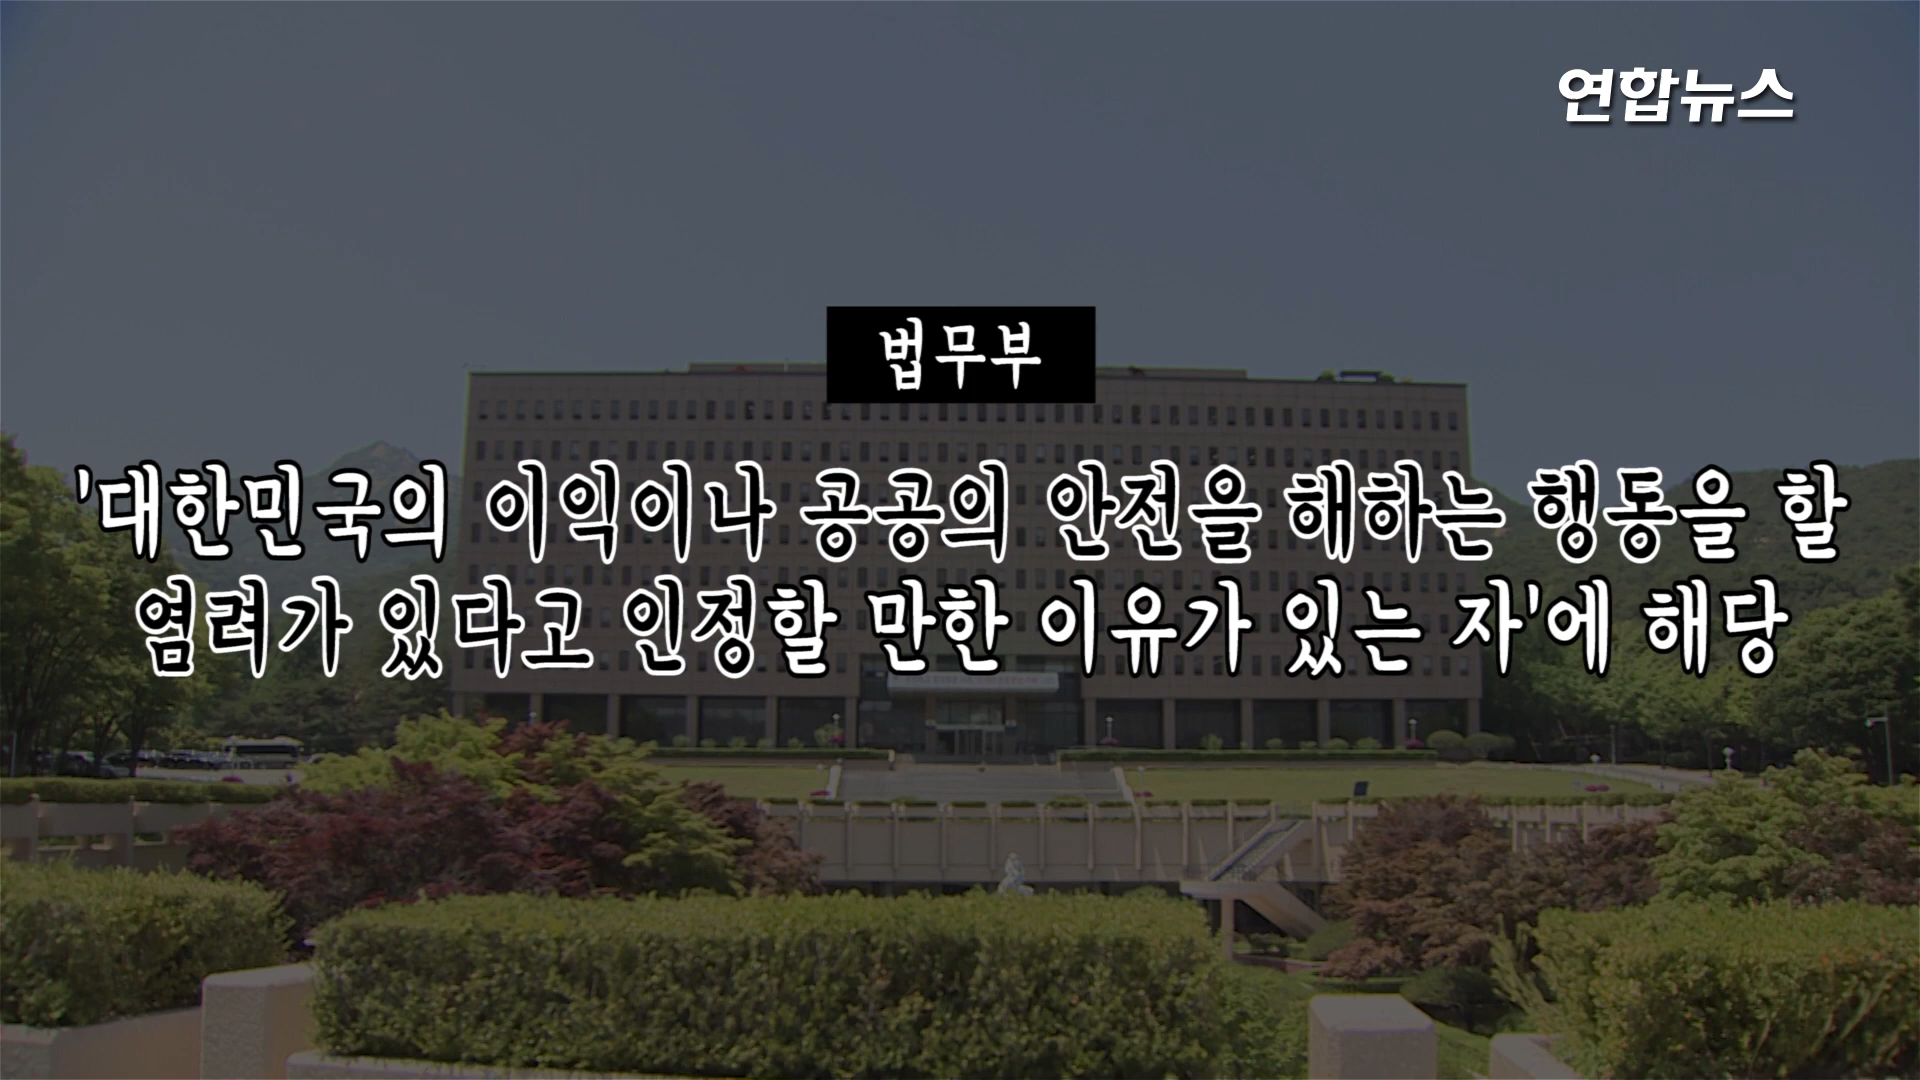 연합뉴스
법무부
'대한민국의 이익이나 공공의 안전을 해하는 행동을 할
염려가 있다고 인정할 만한 이유가 있는 자'에 해당